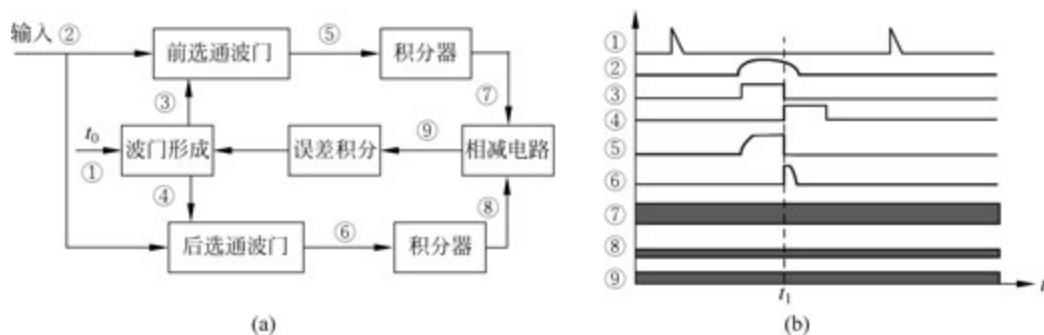 输入 ②
前选通波门
⑤
积分器
③
⑦
t₀
①
波门形成
误差积分
⑨
相减电路
④
⑧
后选通波门
⑥
积分器
(a)
①
②
③
④
⑤
⑥
⑦
⑧
⑨
t₁
t
(b)